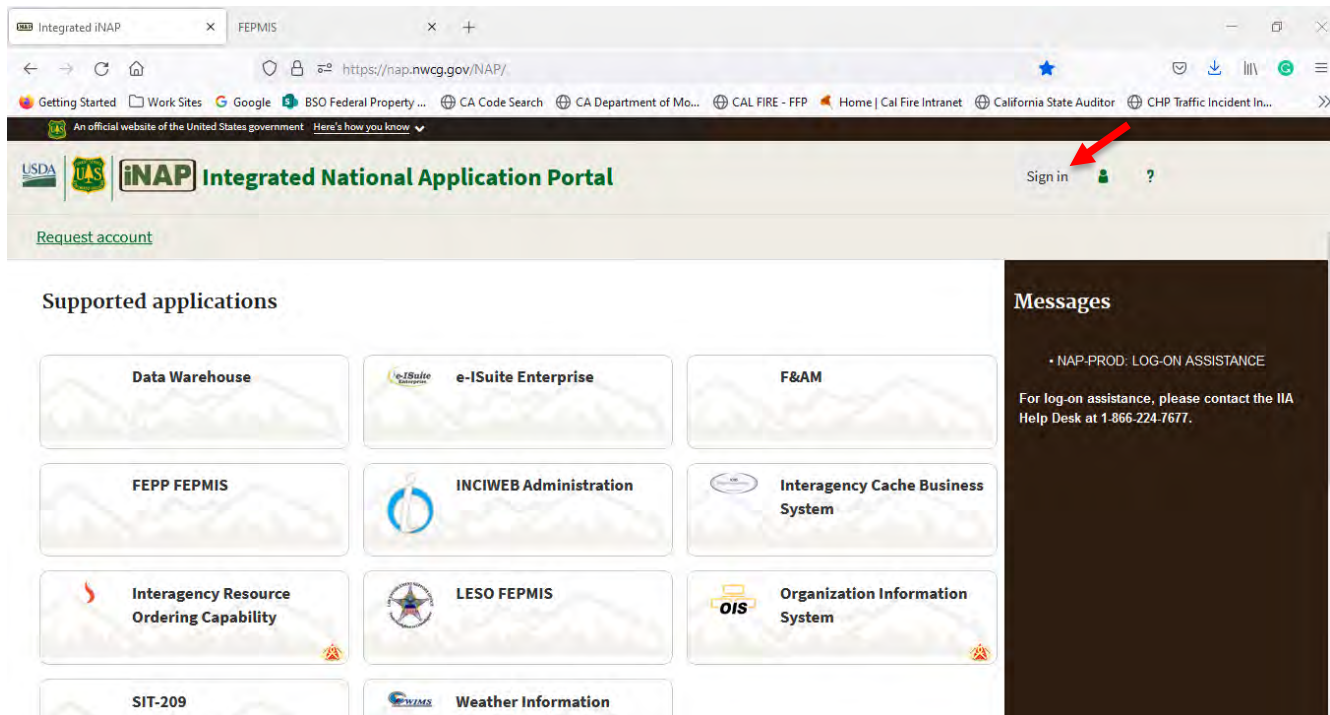 Integrated iNAP
FEPMIS
https://nap.nwcg.gov/NAP/
Getting Started
Work Sites
Google
BSO Federal Property ...
CA Code Search
CA Department of Mo...
CAL FIRE - FFP
Home | Cal Fire Intranet
California State Auditor
CHP Traffic Incident In...
An official website of the United States government Here's how you know
USDA
UAS
iNAP Integrated National Application Portal
Sign in
?
Request account
Supported applications
Messages
Data Warehouse
e-ISuite Enterprise
e-ISuite Enterprise
F&AM
• NAP-PROD: LOG-ON ASSISTANCE
For log-on assistance, please contact the IIA
Help Desk at 1-866-224-7677.
FEPP FEPMIS
INCIWEB Administration
Interagency Cache Business
System
Interagency Resource
Ordering Capability
LESO FEPMIS
OIS
Organization Information
System
SIT-209
WIMS
Weather Information